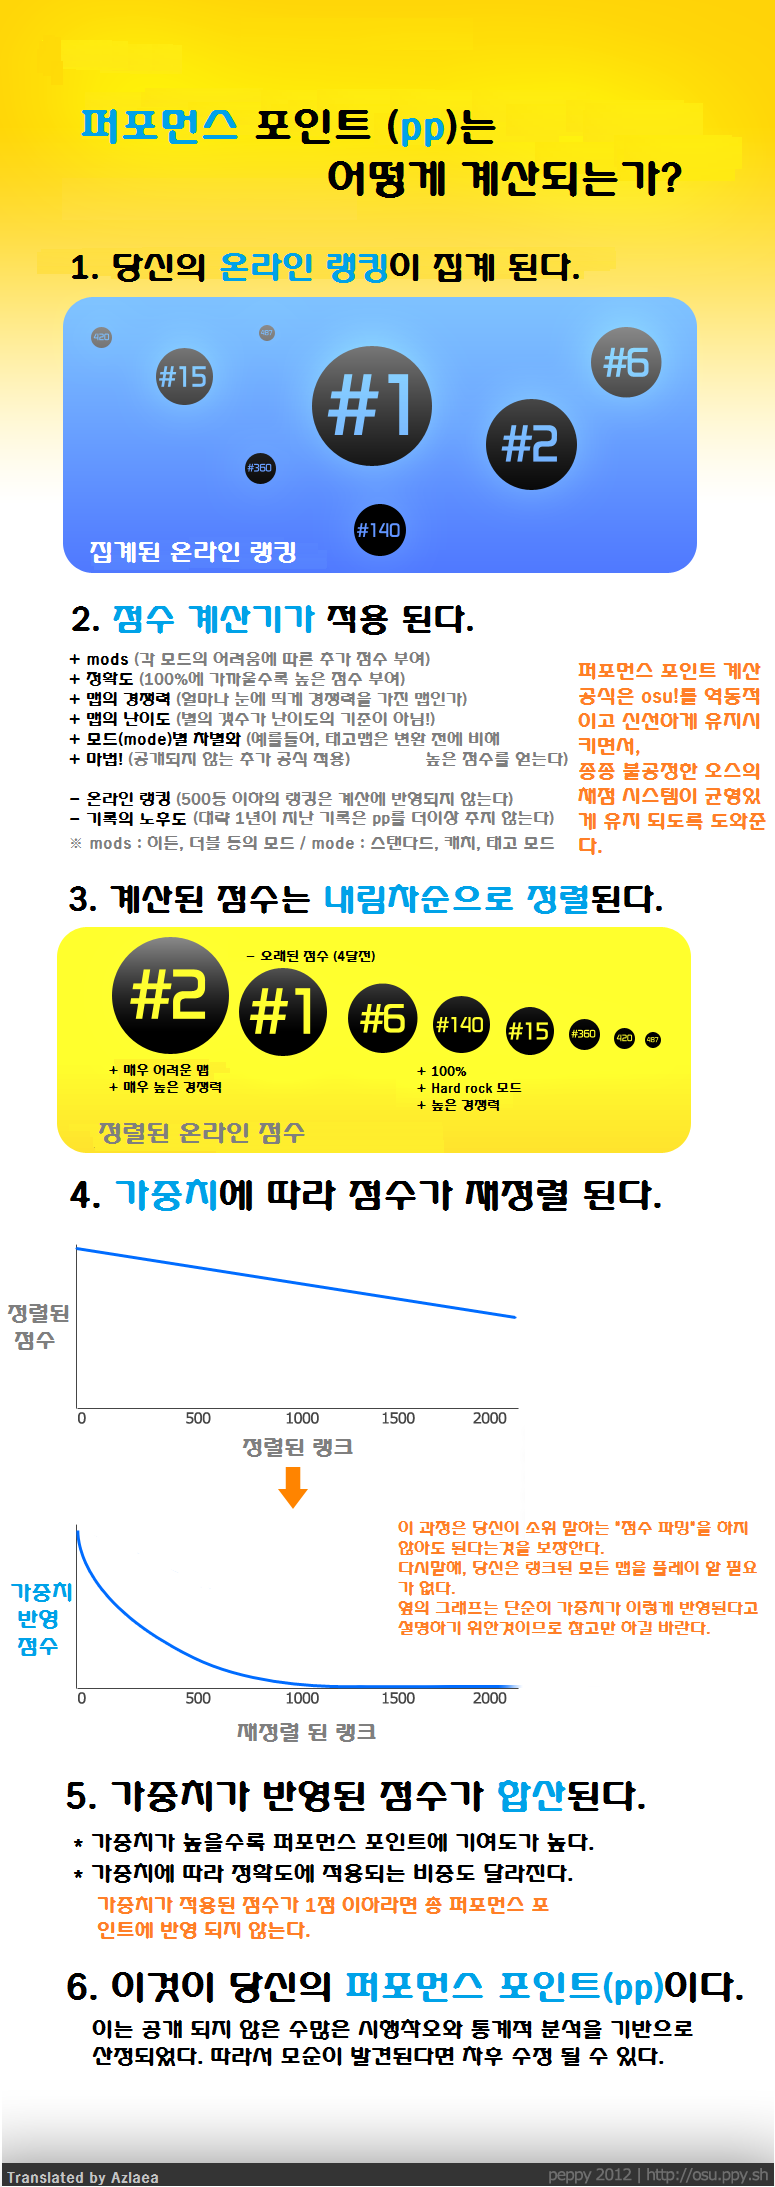 퍼포먼스 포인트 (pp)는
어떻게 계산되는가?
1. 당신의 온라인 랭킹이 집계 된다.
420
#15
487
#1
#6
#2
#360
#140
집계된 온라인 랭킹
2. 점수 계산기가 적용 된다.
+ mods (각 모드의 어려움에 따른 추가 점수 부여)
+ 정확도 (100%에 가까울수록 높은 점수 부여)
+ 맵의 경쟁력 (얼마나 눈에 띄게 경쟁력을 가진 맵인가)
+ 맵의 난이도 (별의 갯수가 난이도의 기준이 아님!)
+ 모드(mode)별 차별화 (예를들어, 태고맵은 변환 전에 비해
+ 마법! (공개되지 않는 추가 공식 적용) 높은 점수를 얻는다)
- 온라인 랭킹 (500등 이하의 랭킹은 계산에 반영되지 않는다)
- 기록의 노후도 (대략 1년이 지난 기록은 pp를 더이상 주지 않는다)
※ mods : 히든, 더블 등의 모드 / mode : 스탠다드, 캐치, 태고 모드
퍼포먼스 포인트 계산
공식은 osu!를 역동적
이고 신선하게 유지시
키면서,
종종 불공정한 오스의
채점 시스템이 균형있
게 유지 되도록 도와준
다.
3. 계산된 점수는 내림차순으로 정렬된다.
- 오래된 점수 (4달전)
#2
#1
#6
#140
#15
#360
420
487
+ 매우 어려운 맵
+ 매우 높은 경쟁력
+ 100%
+ Hard rock 모드
+ 높은 경쟁력
정렬된 온라인 점수
4. 가중치에 따라 점수가 재정렬 된다.
정렬된
점수
0 500 1000 1500 2000
정렬된 랭크
이 과정은 당신이 소위 말하는 "점수 파밍"을 하지
않아도 된다는것을 보장한다.
다시말해, 당신은 랭크된 모든 맵을 플레이 할 필요
가 없다.
옆의 그래프는 단순히 가중치가 이렇게 반영된다고
설명하기 위한것이므로 참고만 하길 바란다.
가중치
반영
점수
0 500 1000 1500 2000
재정렬 된 랭크
5. 가중치가 반영된 점수가 합산된다.
* 가중치가 높을수록 퍼포먼스 포인트에 기여도가 높다.
* 가중치에 따라 정확도에 적용되는 비중도 달라진다.
가중치가 적용된 점수가 1점 이하라면 총 퍼포먼스 포
인트에 반영 되지 않는다.
6. 이것이 당신의 퍼포먼스 포인트(pp)이다.
이는 공개 되지 않은 수많은 시행착오와 통계적 분석을 기반으로
산정되었다. 따라서 모순이 발견된다면 차후 수정 될 수 있다.
Translated by Azlaea
peppy 2012 | http://osu.ppy.sh